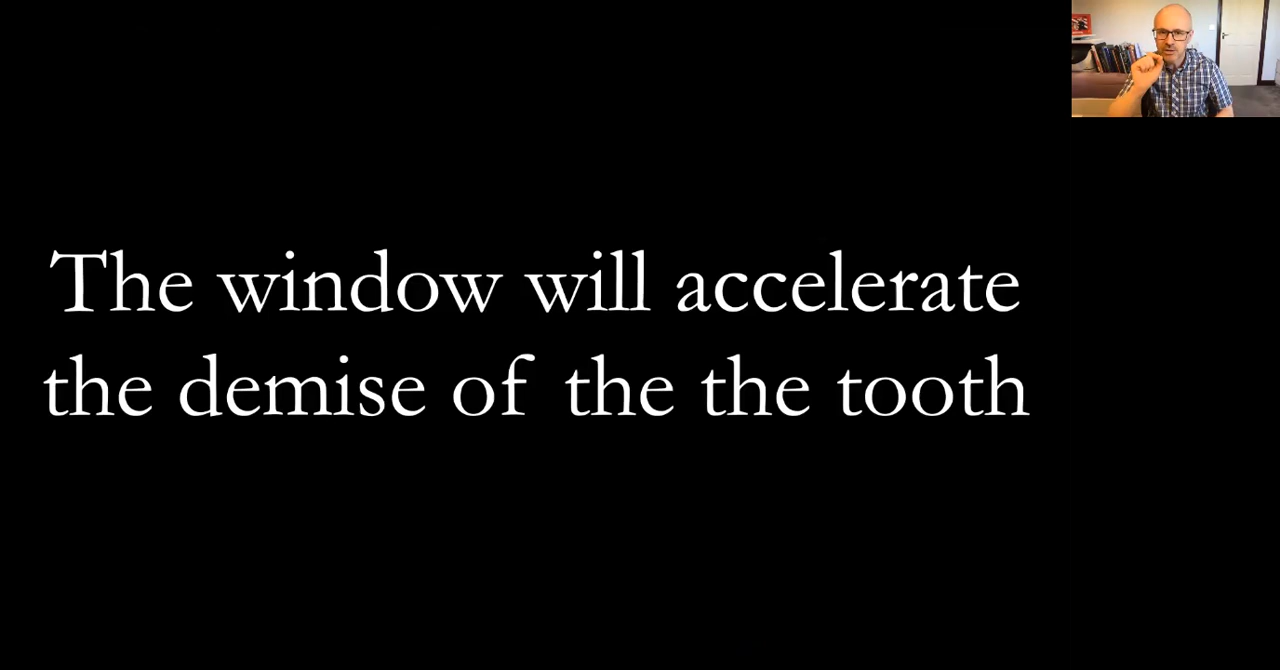 The window will accelerate
the demise of the the tooth